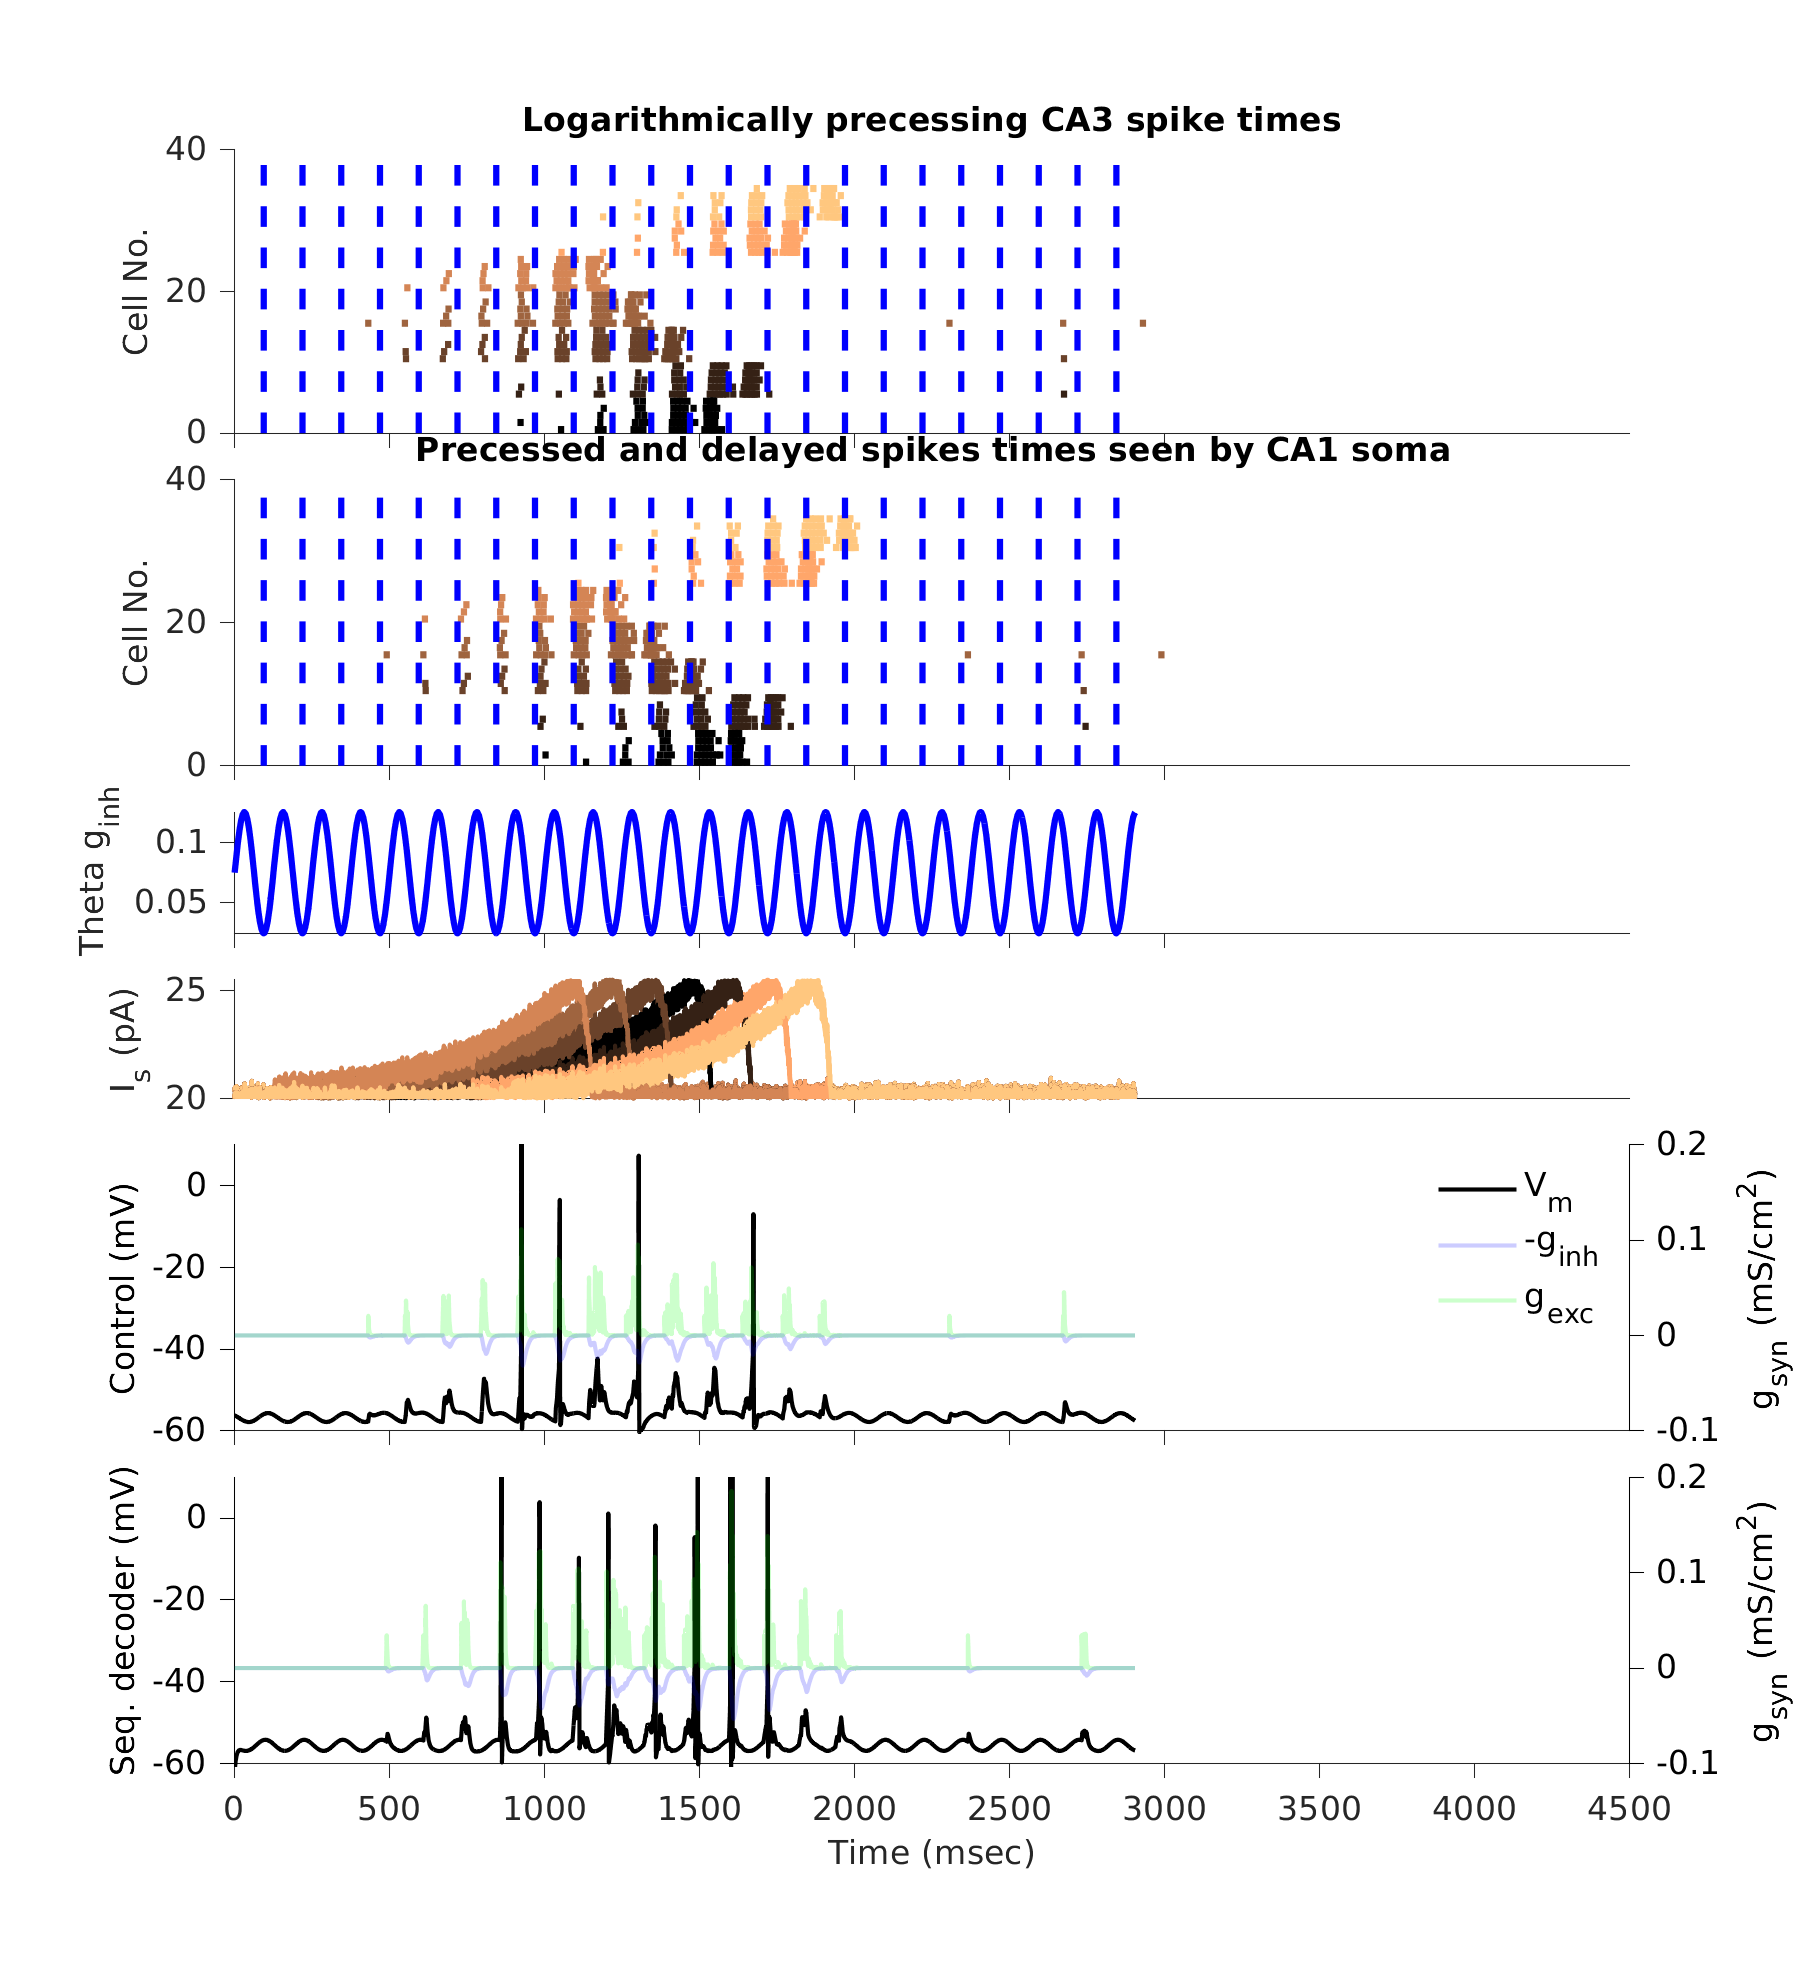 Logarithmically precessing CA3 spike times
40
20
0
Cell No.
Precessed and delayed spikes times seen by CA1 soma
40
20
0
Cell No.
0.1
0.05
Theta g_inh
25
20
I_s (pA)
0
-20
-40
-60
Control (mV)
V_m
-g_inh
g_exc
0.2
0.1
0
-0.1
g_syn (mS/cm^2)
0
-20
-40
-60
Seq. decoder (mV)
0.2
0.1
0
-0.1
g_syn (mS/cm^2)
0 500 1000 1500 2000 2500 3000 3500 4000 4500
Time (msec)